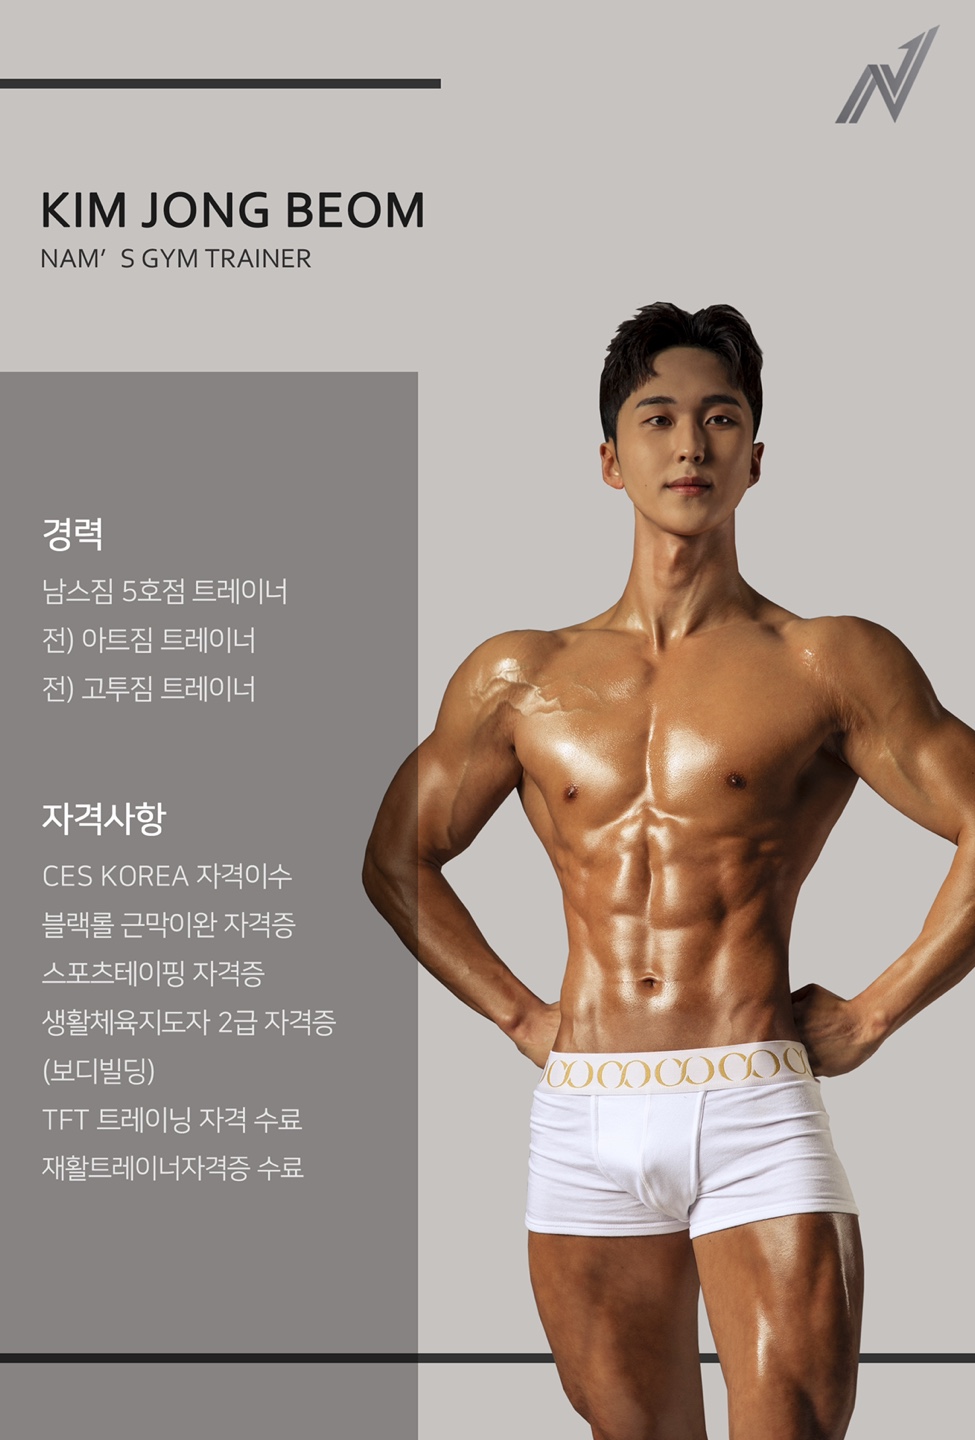 KIM JONG BEOM
NAM’ S GYM TRAINER
경력
남스짐 5호점 트레이너
전) 아트짐 트레이너
전) 고투짐 트레이너
자격사항
CES KOREA 자격이수
블랙롤 근막이완 자격증
스포츠테이핑 자격증
생활체육지도자 2급 자격증
(보디빌딩)
TFT 트레이닝 자격 수료
재활트레이너자격증 수료